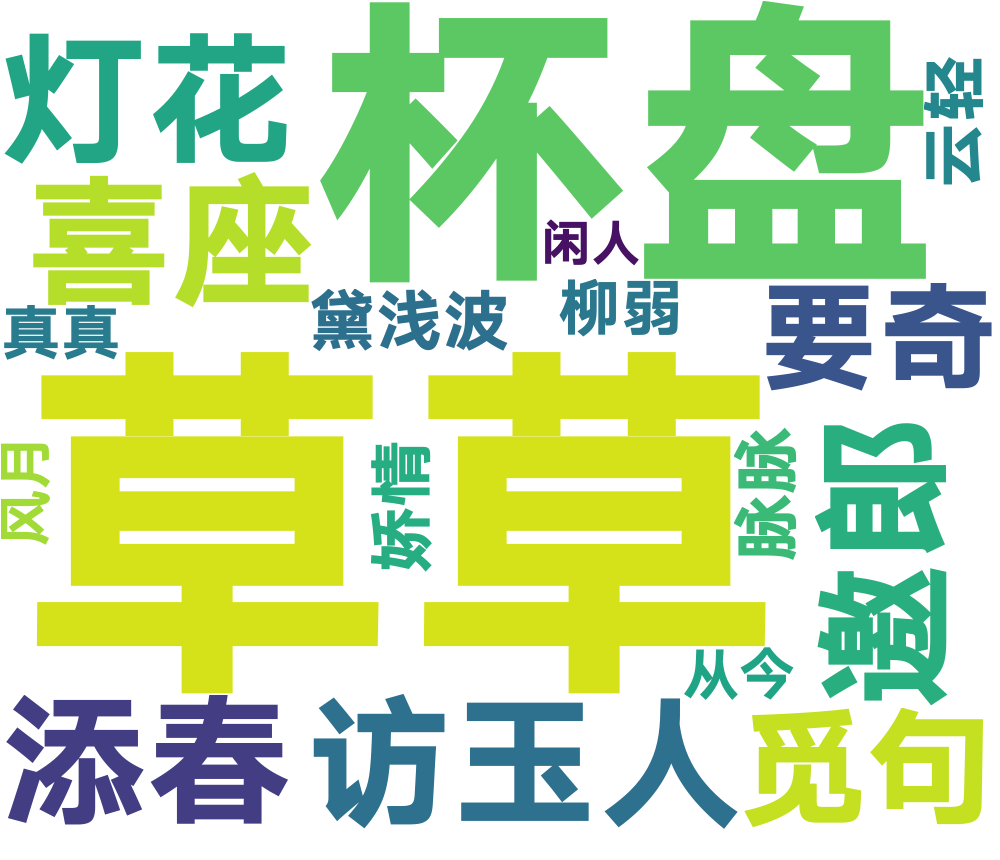 灯花
杯盘
云轻
喜座
闲人
真真
黛浅波
柳弱
要奇
草草
风月
娇情
脉脉
邀郎
从今
添春
访玉人
觅句